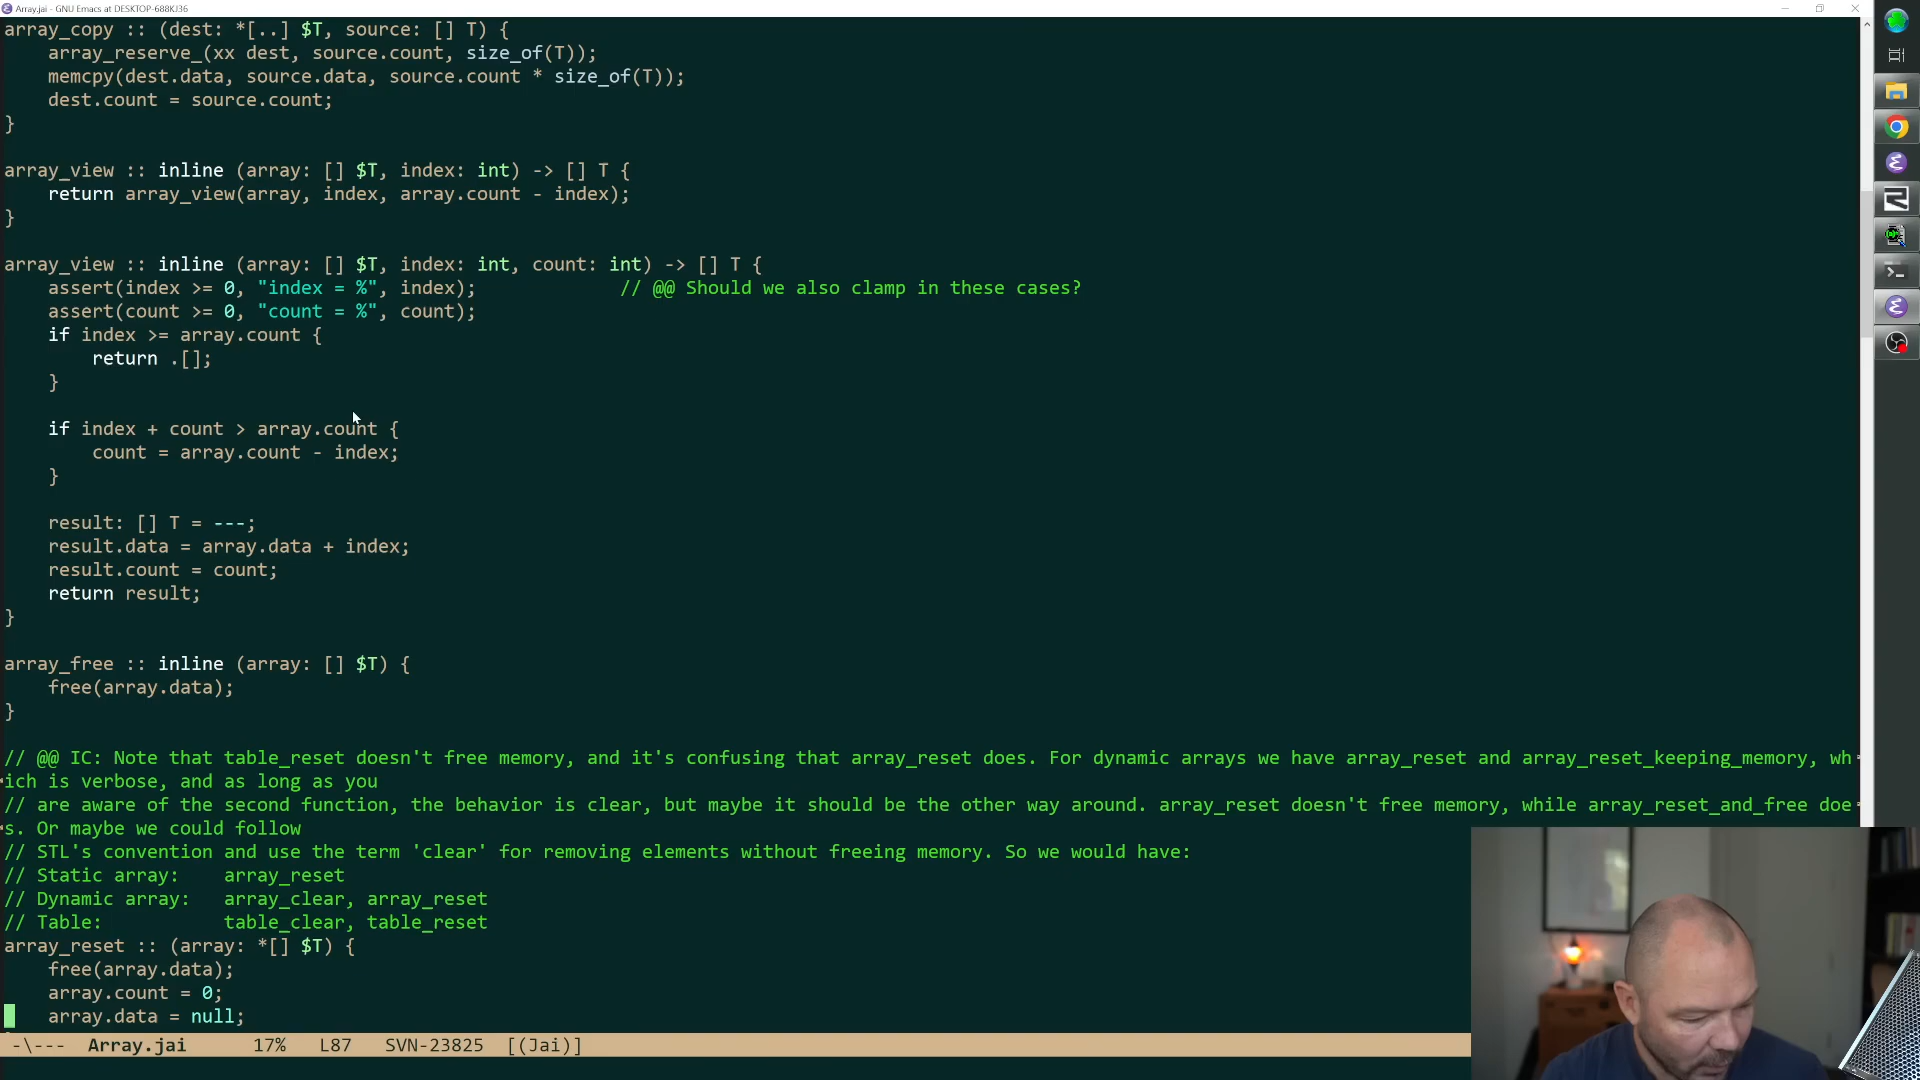 Array.jai - GNU Emacs at DESKTOP-688KJ36
array_copy :: (dest: *[..] $T, source: [] T) {
    array_reserve_(xx dest, source.count, size_of(T));
    memcpy(dest.data, source.data, source.count * size_of(T));
    dest.count = source.count;
}
array_view :: inline (array: [] $T, index: int) -> [] T {
    return array_view(array, index, array.count - index);
}
array_view :: inline (array: [] $T, index: int, count: int) -> [] T {
    assert(index >= 0, "index = %", index);             // @@ Should we also clamp in these cases?
    assert(count >= 0, "count = %", count);
    if index >= array.count {
        return .[];
    }
    if index + count > array.count {
        count = array.count - index;
    }
    result: [] T = ---;
    result.data = array.data + index;
    result.count = count;
    return result;
}
array_free :: inline (array: [] $T) {
    free(array.data);
}
// @@ IC: Note that table_reset doesn't free memory, and it's confusing that array_reset does. For dynamic arrays we have array_reset and array_reset_keeping_memory, wh
ich is verbose, and as long as you
// are aware of the second function, the behavior is clear, but maybe it should be the other way around. array_reset doesn't free memory, while array_reset_and_free doe
s. Or maybe we could follow
// STL's convention and use the term 'clear' for removing elements without freeing memory. So we would have:
// Static array:    array_reset
// Dynamic array:   array_clear, array_reset
// Table:           table_clear, table_reset
array_reset :: (array: *[] $T) {
    free(array.data);
    array.count = 0;
    array.data = null;
-\---  Array.jai      17%   L87   SVN-23825  [(Jai)]